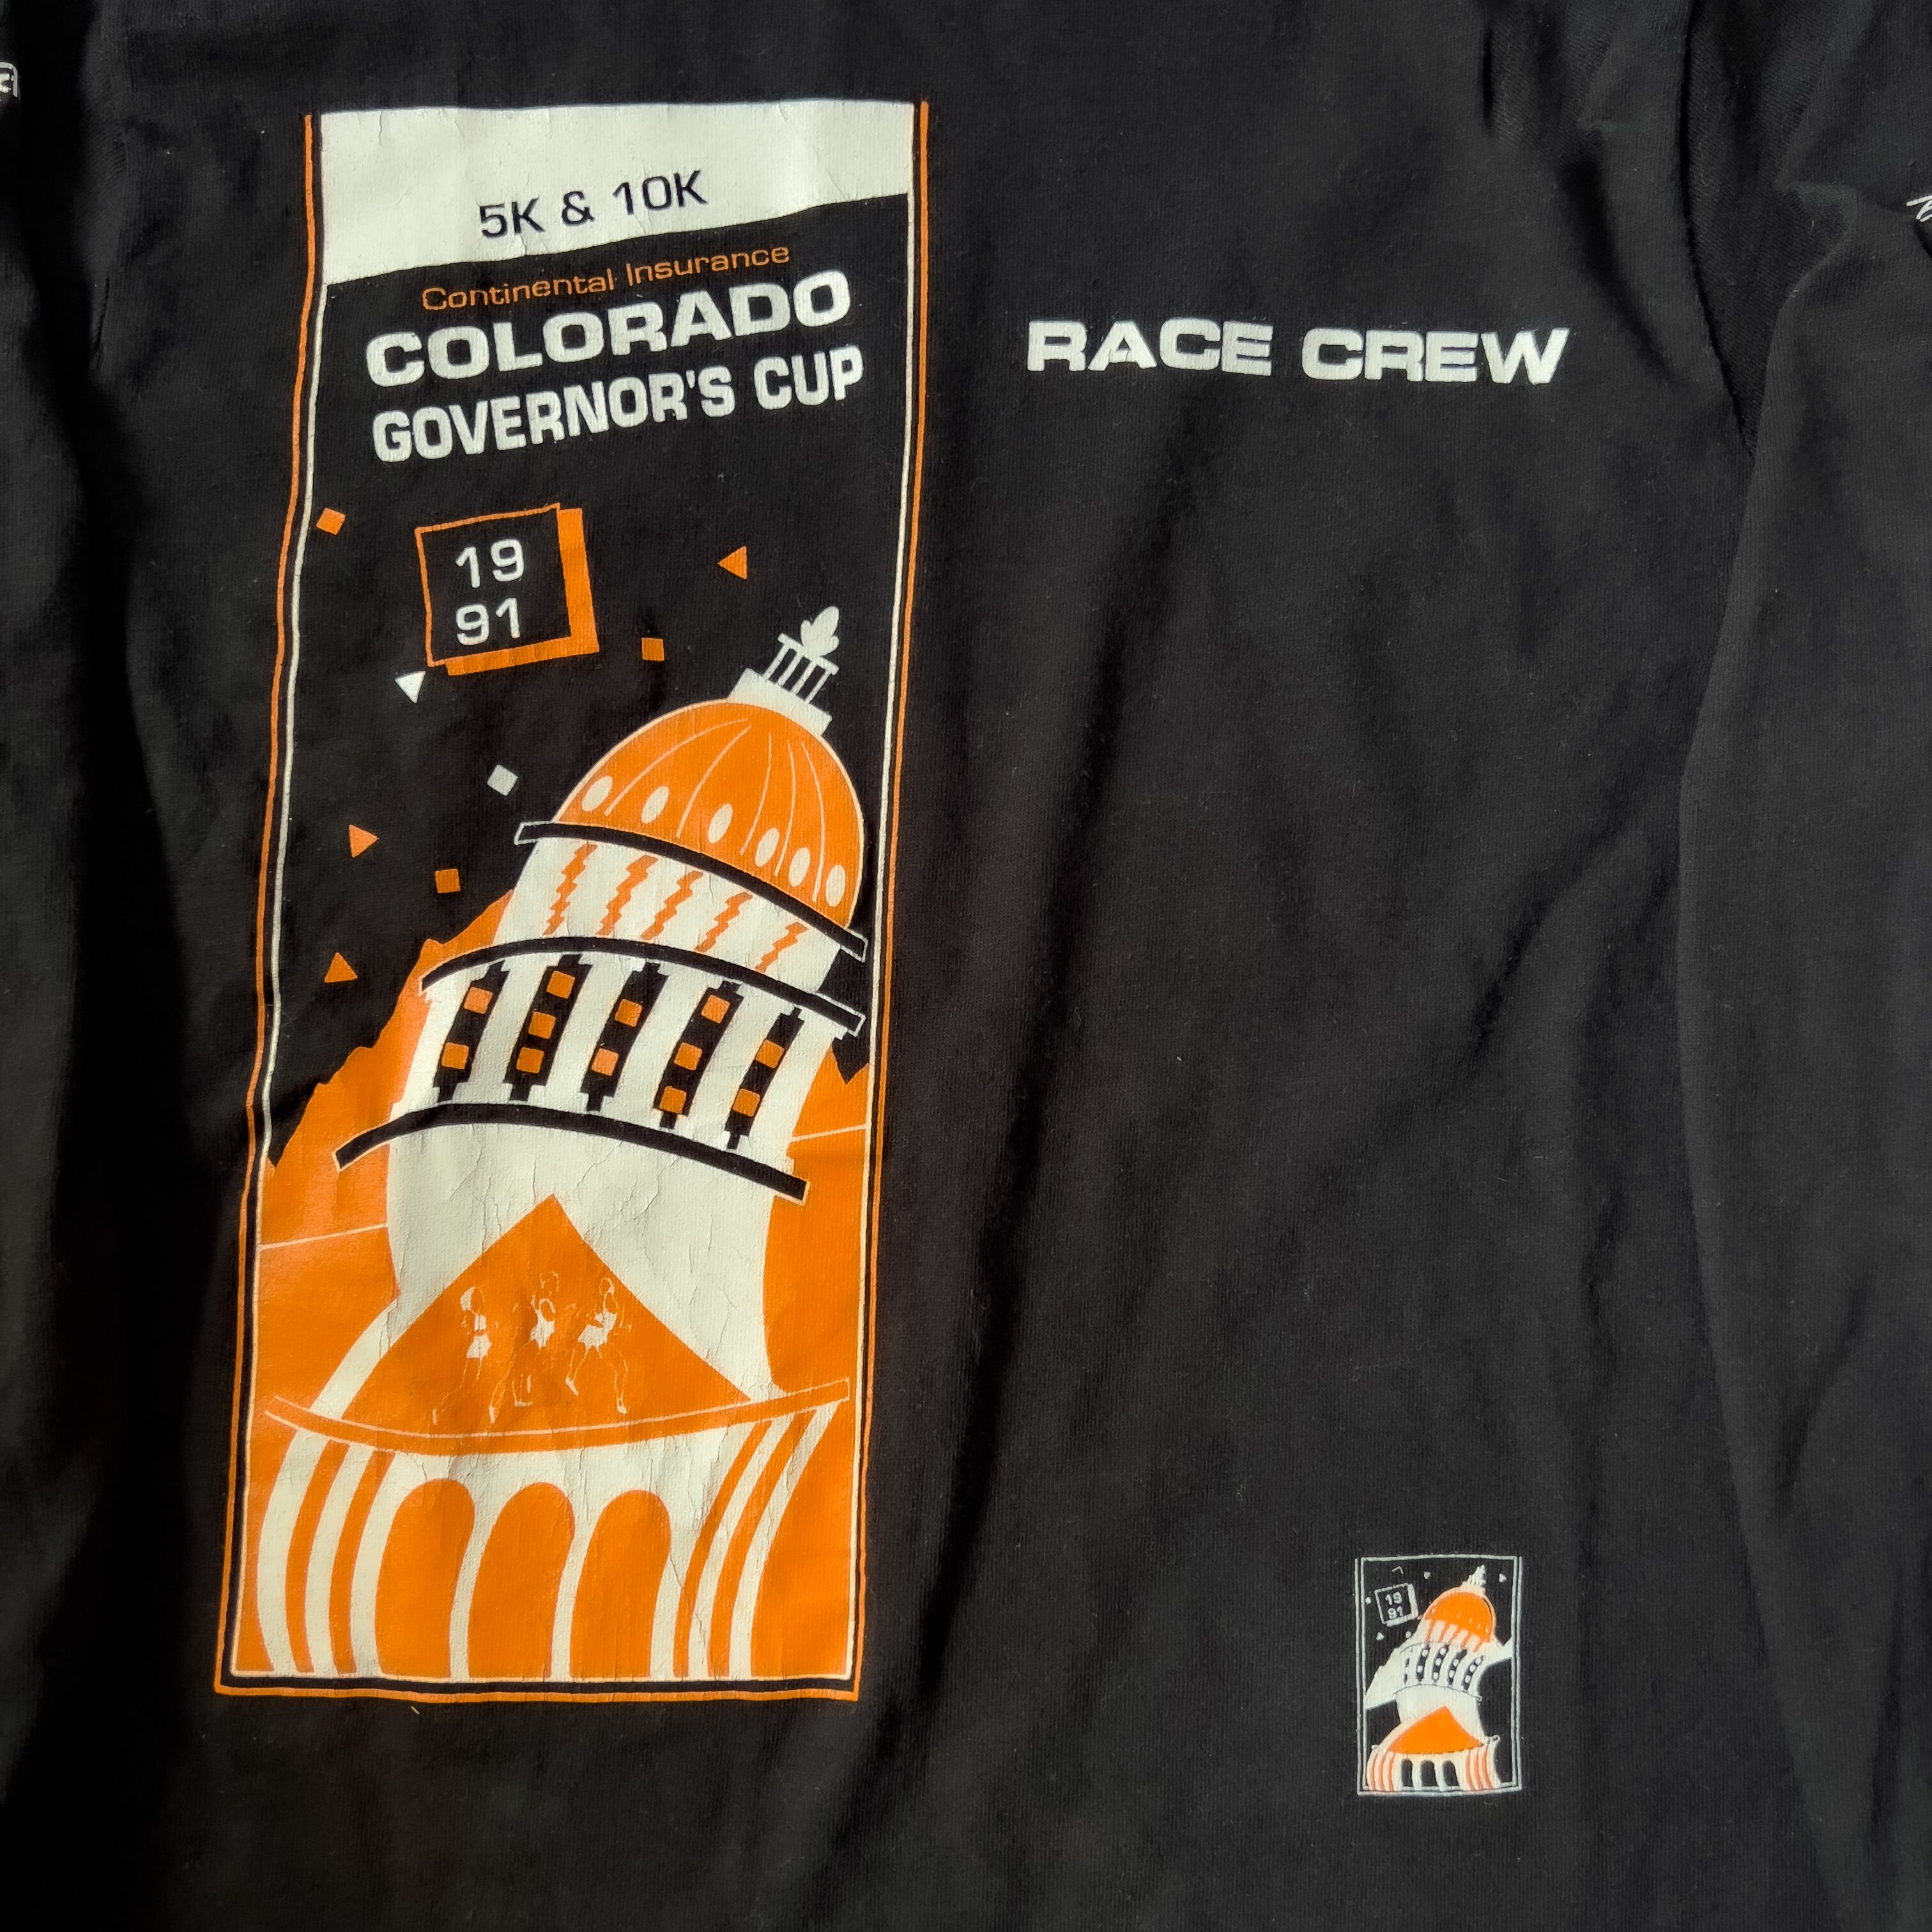 5K & 10K
Continental Insurance
COLORADO
GOVERNOR'S CUP
19
91
RACE CREW
19
91